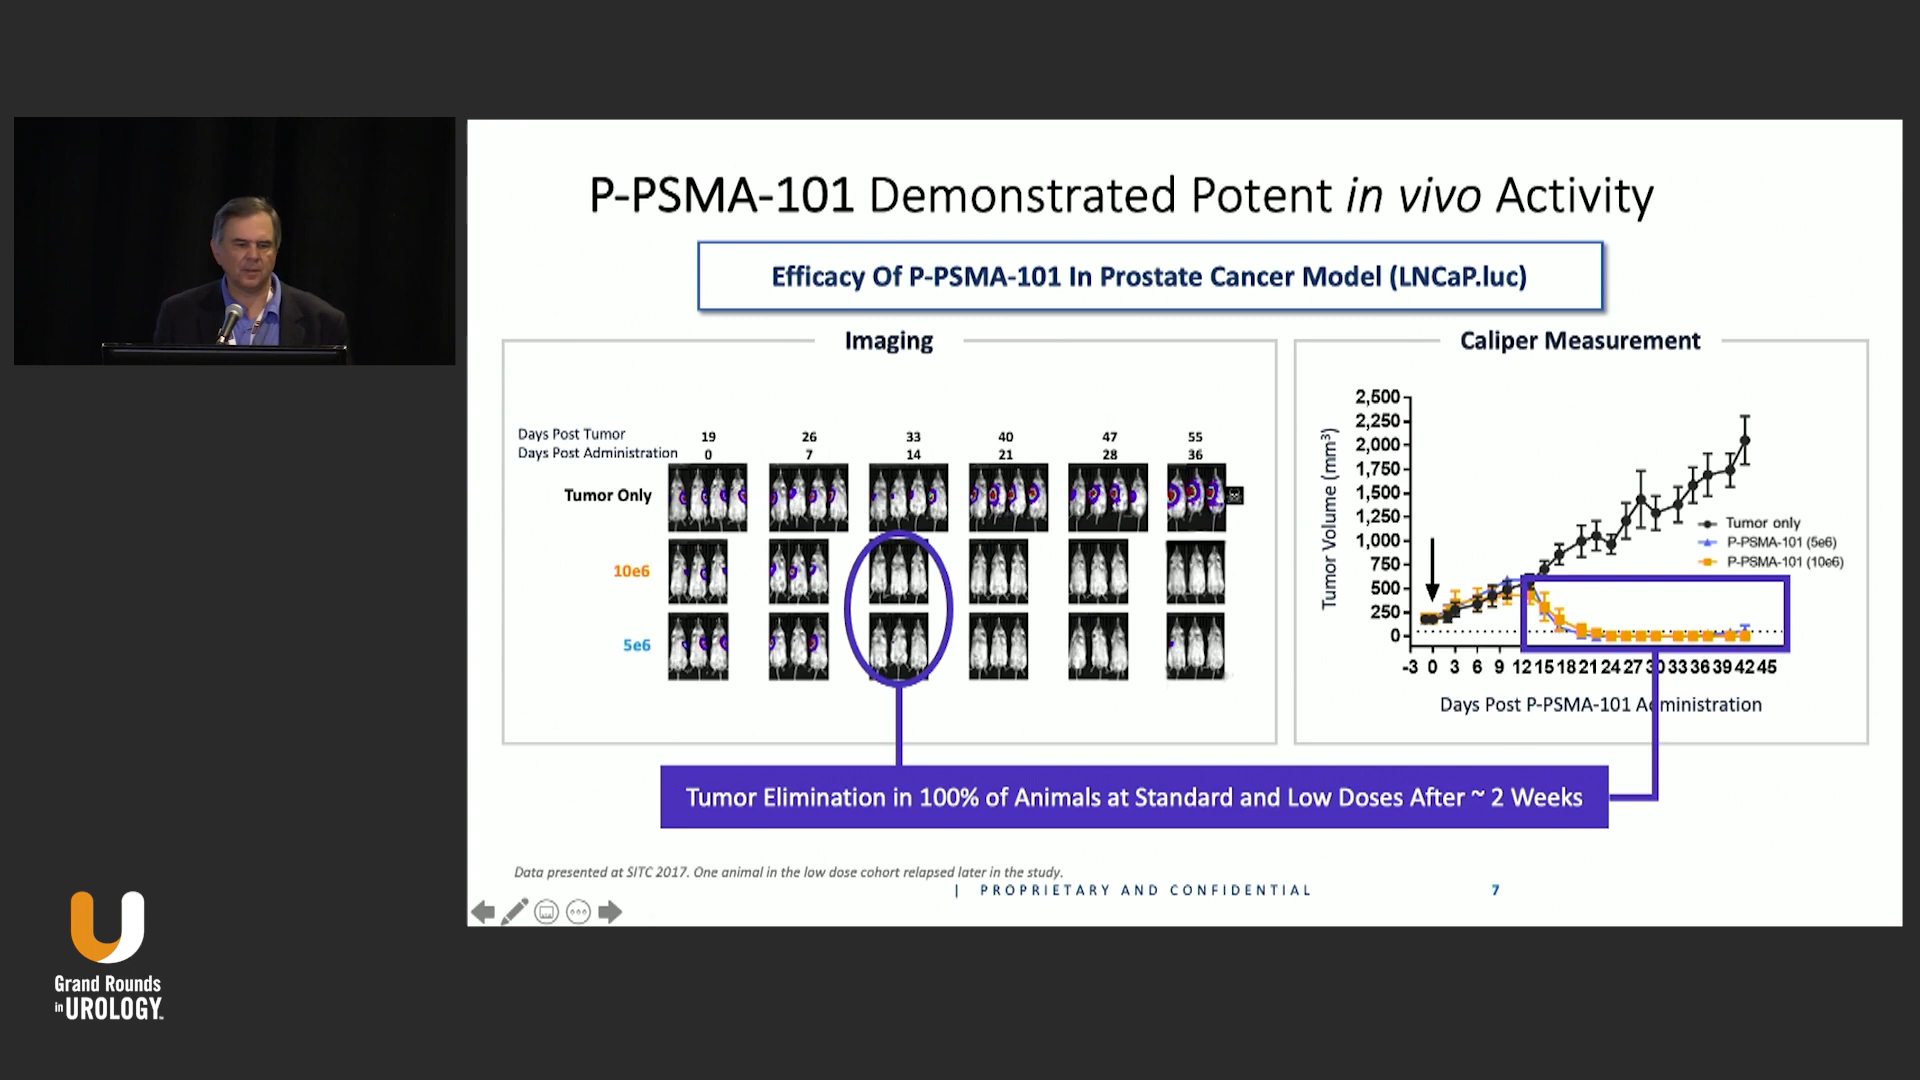 P-PSMA-101 Demonstrated Potent in vivo Activity
Efficacy Of P-PSMA-101 In Prostate Cancer Model (LNCaP.luc)
Imaging
Days Post Tumor 19 26 33 40 47 55
Days Post Administration 0 7 14 21 28 36
Tumor Only
10e6
5e6
Caliper Measurement
Tumor Volume (mm³)
2,500
2,250
2,000
1,750
1,500
1,250
1,000
750
500
250
0
Tumor only
P-PSMA-101 (5e6)
P-PSMA-101 (10e6)
-3 0 3 6 9 12 15 18 21 24 27 30 33 36 39 42 45
Days Post P-PSMA-101 Administration
Tumor Elimination in 100% of Animals at Standard and Low Doses After ~ 2 Weeks
Data presented at SITC 2017. One animal in the low dose cohort relapsed later in the study.
| PROPRIETARY AND CONFIDENTIAL 7
Grand Rounds
in UROLOGY